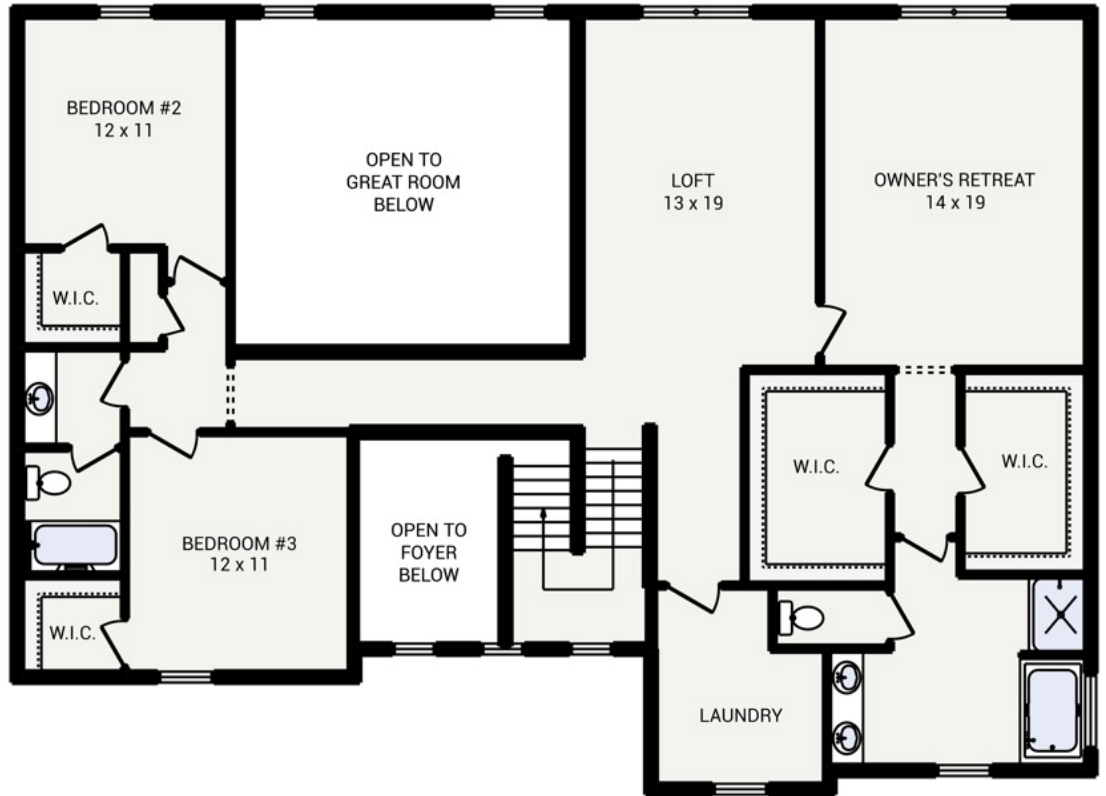 BEDROOM #2
12 x 11
OPEN TO
GREAT ROOM
BELOW
LOFT
13 x 19
OWNER'S RETREAT
14 x 19
W.I.C.
W.I.C.
W.I.C.
OPEN TO
FOYER
BELOW
BEDROOM #3
12 x 11
W.I.C.
LAUNDRY